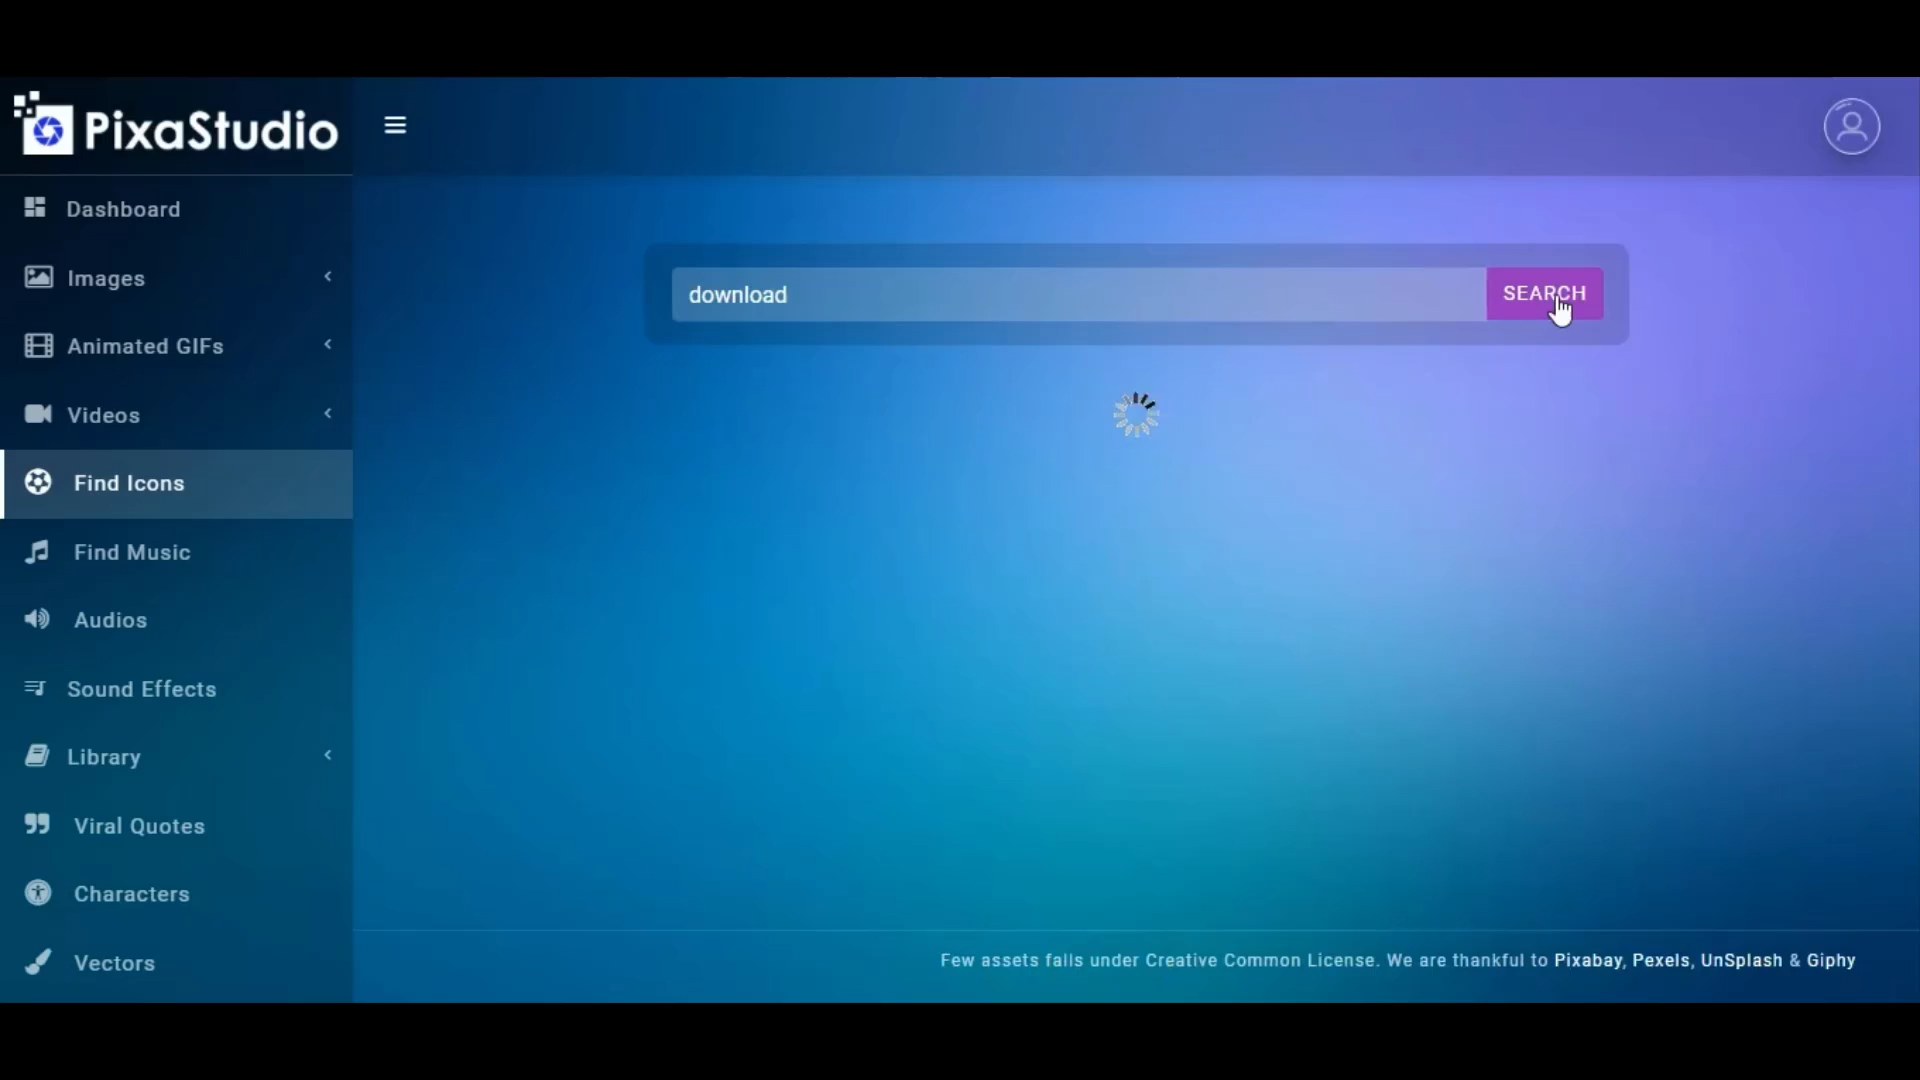 PixaStudio
Dashboard
Images
Animated GIFs
Videos
Find Icons
Find Music
Audios
Sound Effects
Library
Viral Quotes
Characters
Vectors
download
SEARCH
Few assets falls under Creative Common License. We are thankful to Pixabay, Pexels, UnSplash & Giphy